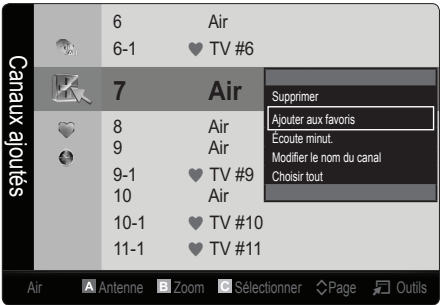 Canaux ajoutés
6 Air
6-1 ♥ TV #6
7 Air
8 Air
9 Air
9-1 ♥ TV #9
10 Air
10-1 ♥ TV #10
11-1 ♥ TV #11
Supprimer
Ajouter aux favoris
Écoute minut.
Modifier le nom du canal
Choisir tout
Air A Antenne B Zoom C Sélectionner Page Outils